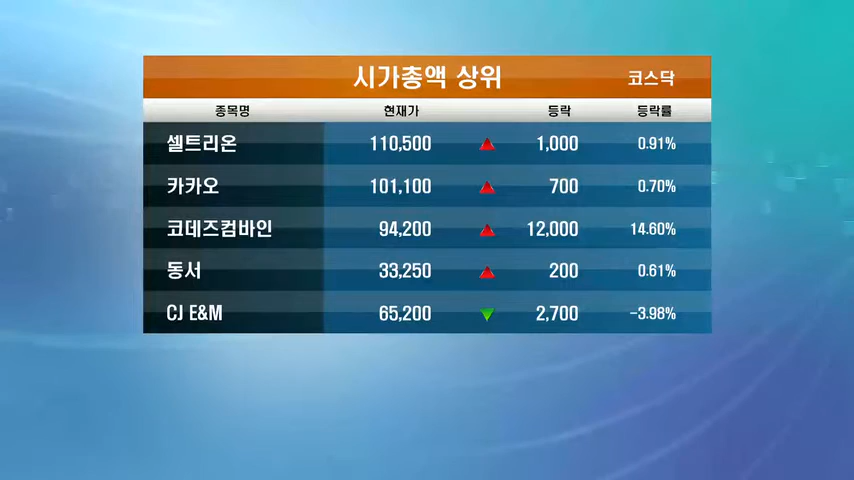 시가총액 상위 코스닥
종목명 현재가 등락 등락률
셀트리온 110,500 ▲ 1,000 0.91%
카카오 101,100 ▲ 700 0.70%
코데즈컴바인 94,200 ▲ 12,000 14.60%
동서 33,250 ▲ 200 0.61%
CJ E&M 65,200 ▼ 2,700 -3.98%